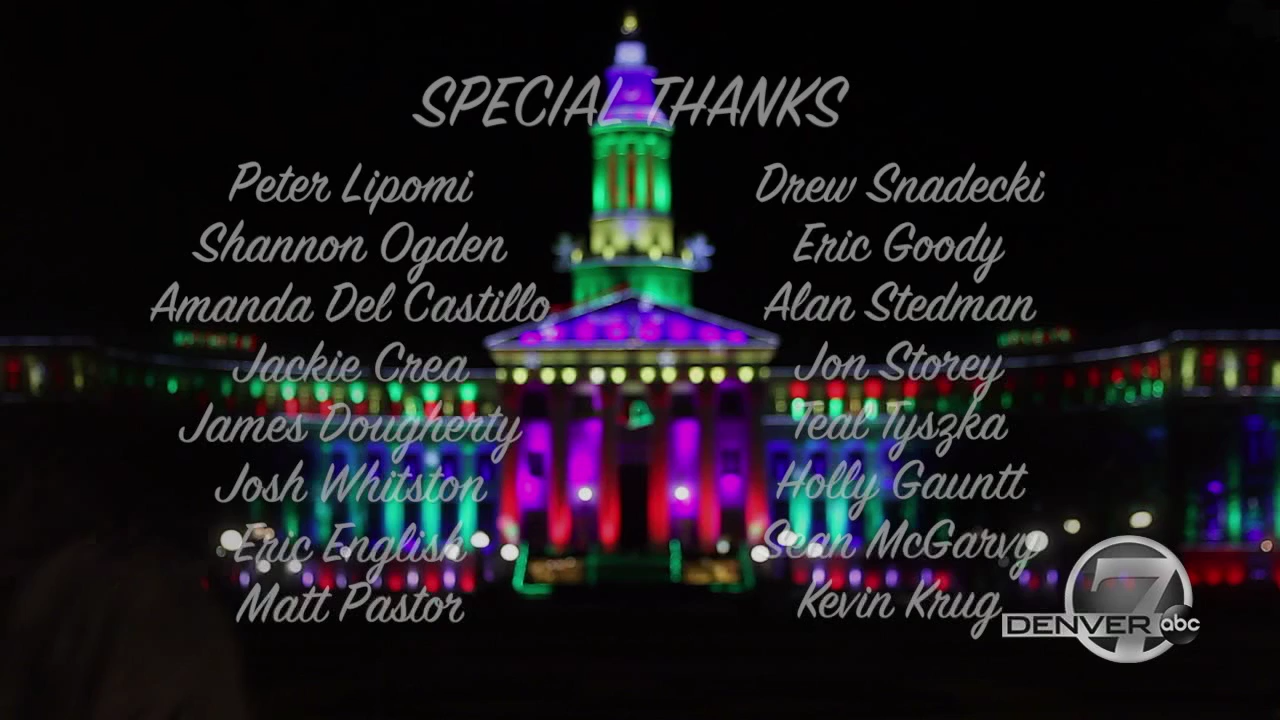 SPECIAL THANKS
Peter Lipomi
Shannon Ogden
Amanda Del Castillo
Jackie Crea
James Dougherty
Josh Whitston
Eric English
Matt Pastor
Drew Snadecki
Eric Goody
Alan Stedman
Jon Storey
Teal Tyszka
Holly Gauntt
Sean McGarvy
Kevin Krug
7
DENVER abc